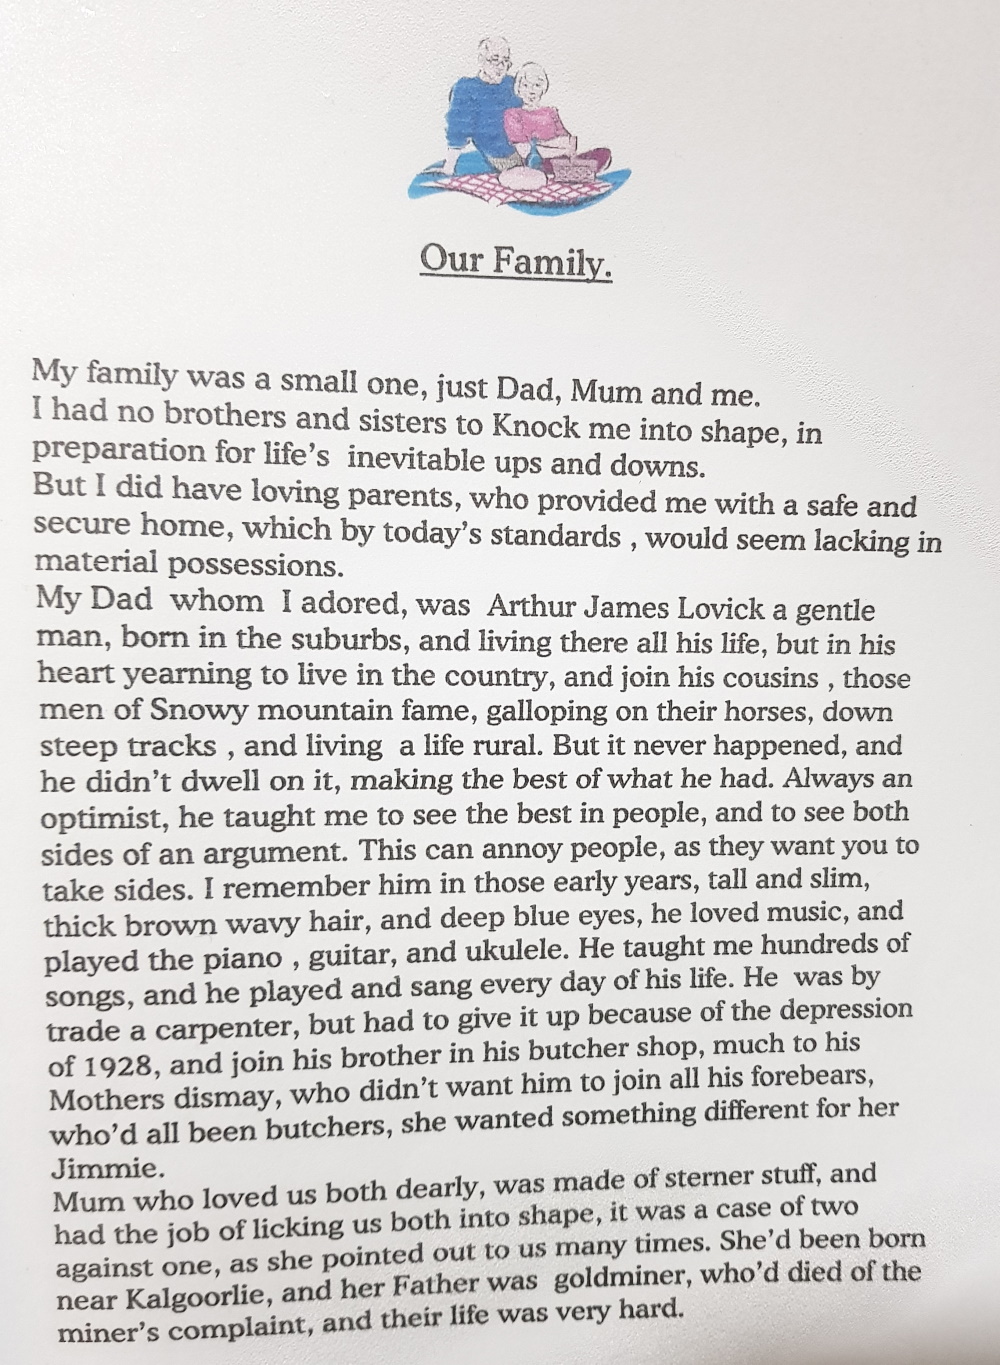 Our Family.
My family was a small one, just Dad, Mum and me.
I had no brothers and sisters to Knock me into shape, in
preparation for life's inevitable ups and downs.
But I did have loving parents, who provided me with a safe and
secure home, which by today's standards , would seem lacking in
material possessions.
My Dad whom I adored, was Arthur James Lovick a gentle
man, born in the suburbs, and living there all his life, but in his
heart yearning to live in the country, and join his cousins , those
men of Snowy mountain fame, galloping on their horses, down
steep tracks , and living a life rural. But it never happened, and
he didn't dwell on it, making the best of what he had. Always an
optimist, he taught me to see the best in people, and to see both
sides of an argument. This can annoy people, as they want you to
take sides. I remember him in those early years, tall and slim,
thick brown wavy hair, and deep blue eyes, he loved music, and
played the piano , guitar, and ukulele. He taught me hundreds of
songs, and he played and sang every day of his life. He was by
trade a carpenter, but had to give it up because of the depression
of 1928, and join his brother in his butcher shop, much to his
Mothers dismay, who didn't want him to join all his forebears,
who'd all been butchers, she wanted something different for her
Jimmie.
Mum who loved us both dearly, was made of sterner stuff, and
had the job of licking us both into shape, it was a case of two
against one, as she pointed out to us many times. She'd been born
near Kalgoorlie, and her Father was goldminer, who'd died of the
miner's complaint, and their life was very hard.